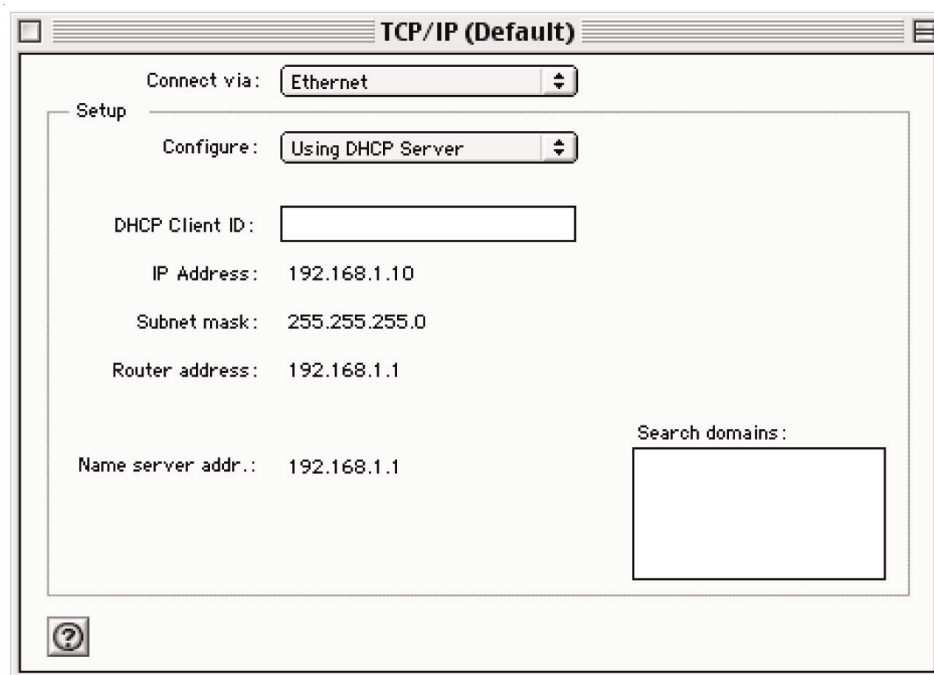 TCP/IP (Default)
Connect via: Ethernet
Setup
Configure: Using DHCP Server
DHCP Client ID:
IP Address: 192.168.1.10
Subnet mask: 255.255.255.0
Router address: 192.168.1.1
Search domains:
Name server addr.: 192.168.1.1
?